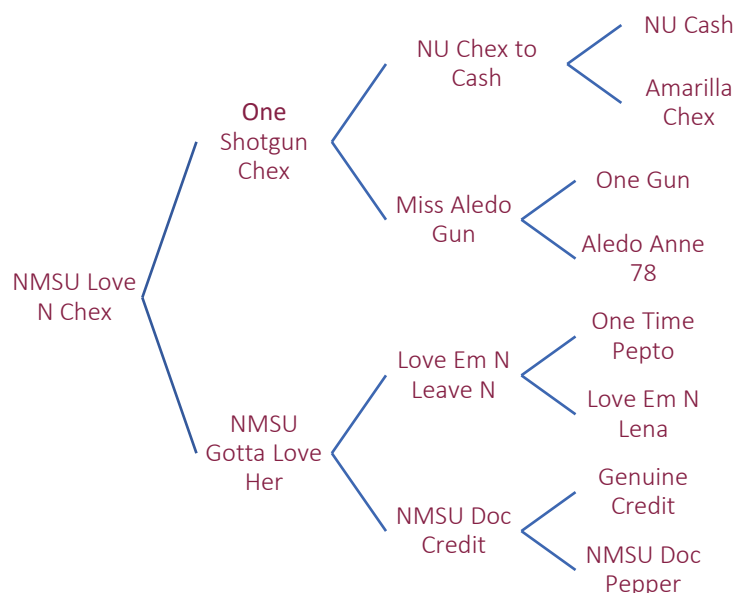 NU Cash
NU Chex to
Cash
Amarilla
Chex
One
Shotgun
Chex
One Gun
Miss Aledo
Gun
Aledo Anne
78
NMSU Love
N Chex
One Time
Pepto
Love Em N
Leave N
Love Em N
Lena
NMSU
Gotta Love
Her
Genuine
Credit
NMSU Doc
Credit
NMSU Doc
Pepper